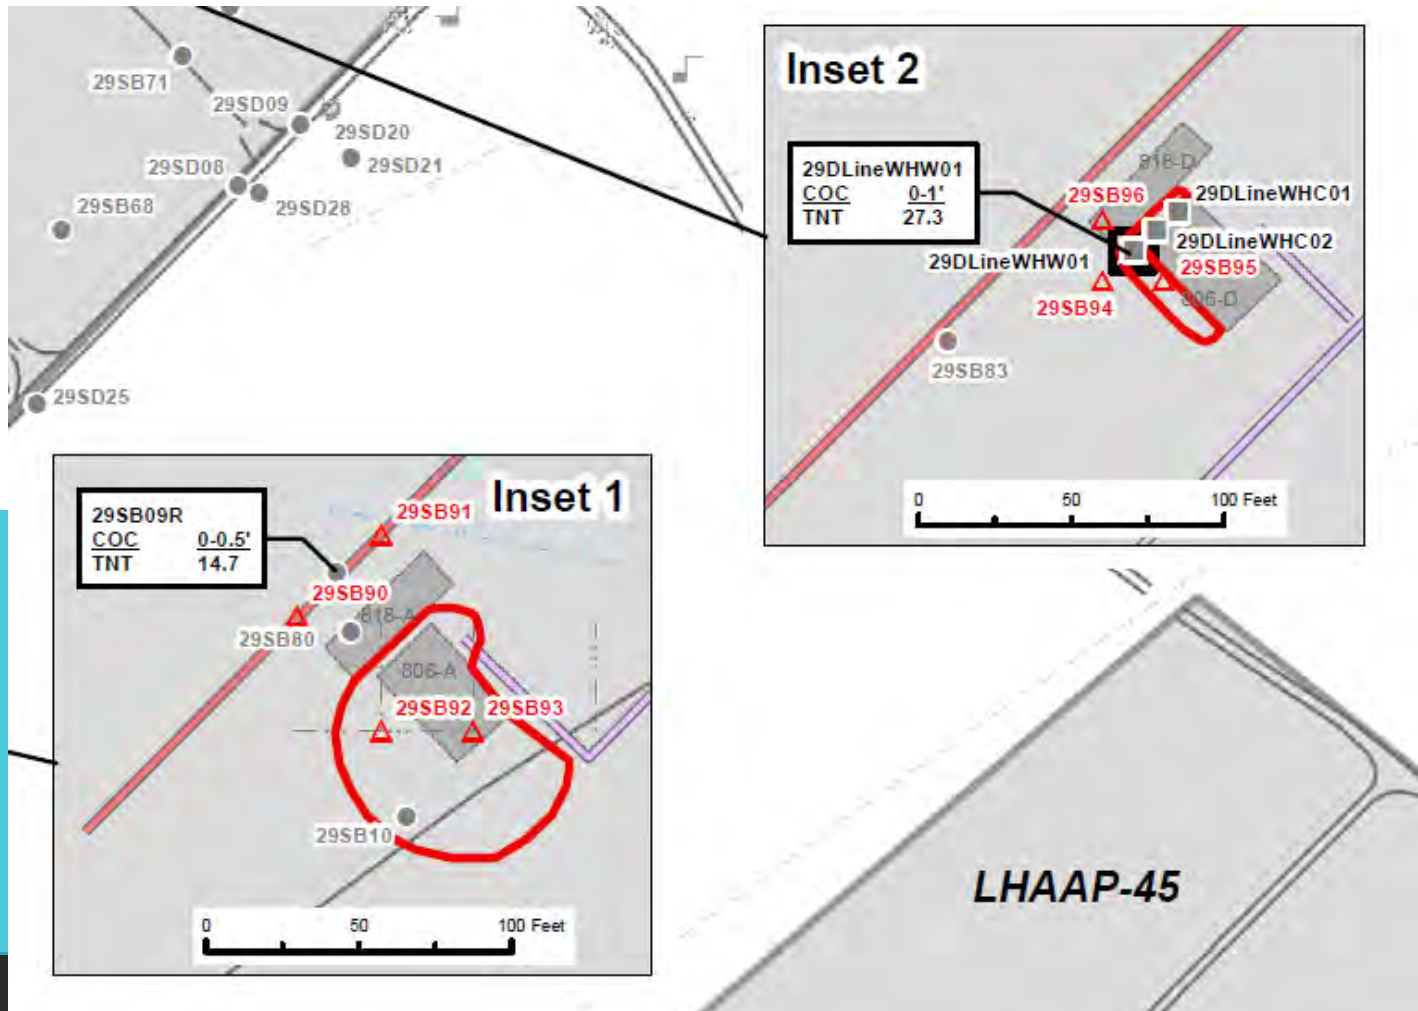 29SB71
29SD09
29SD20
29SD21
29SD08
29SD28
29SB68
29SD25
Inset 2
29DLineWHW01
COC 0-1'
TNT 27.3
818-D
29SB96
29DLineWHC01
29DLineWHC02
29DLineWHW01
29SB95
29SB94
806-D
29SB83
0 50 100 Feet
Inset 1
29SB09R
COC 0-0.5'
TNT 14.7
29SB91
29SB90
818-A
29SB80
806-A
29SB92
29SB93
29SB10
0 50 100 Feet
LHAAP-45